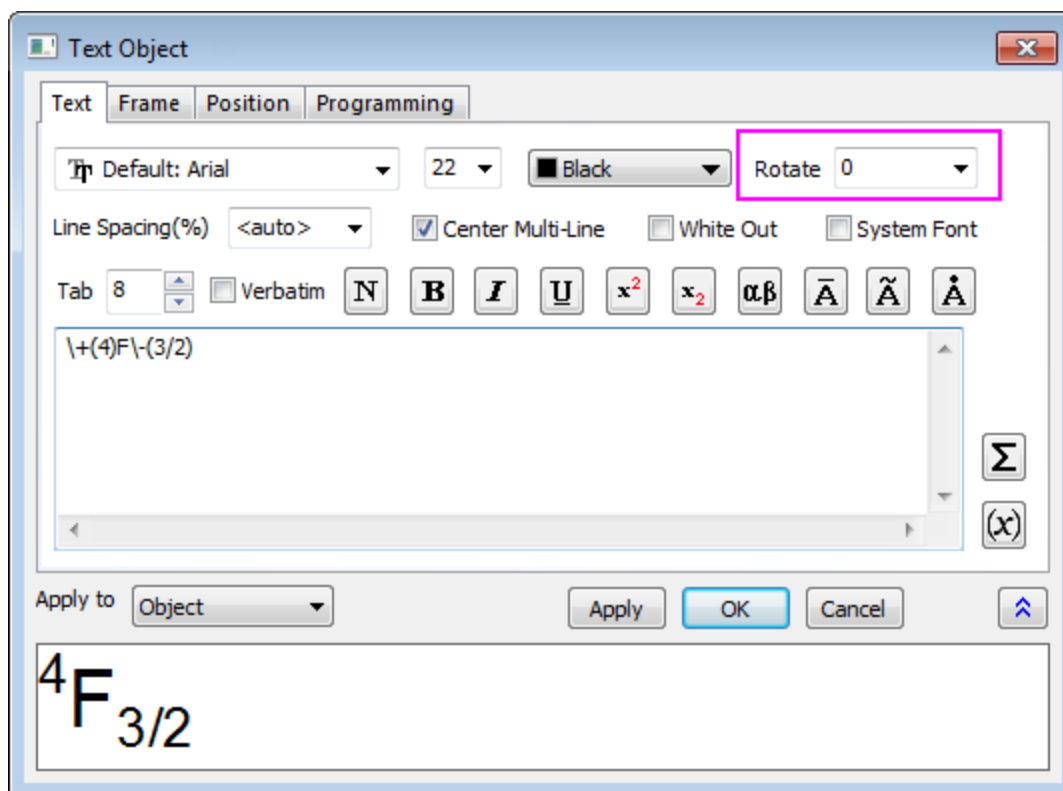 Text Object
Text Frame Position Programming
Default: Arial 22 Black Rotate 0
Line Spacing(%) <auto> Center Multi-Line White Out System Font
Tab 8 Verbatim N B I U x² x₂ αβ A̅ Ã Å
\+(4)F\-(3/2)
Σ
(x)
Apply to Object Apply OK Cancel
⁴F₃/₂